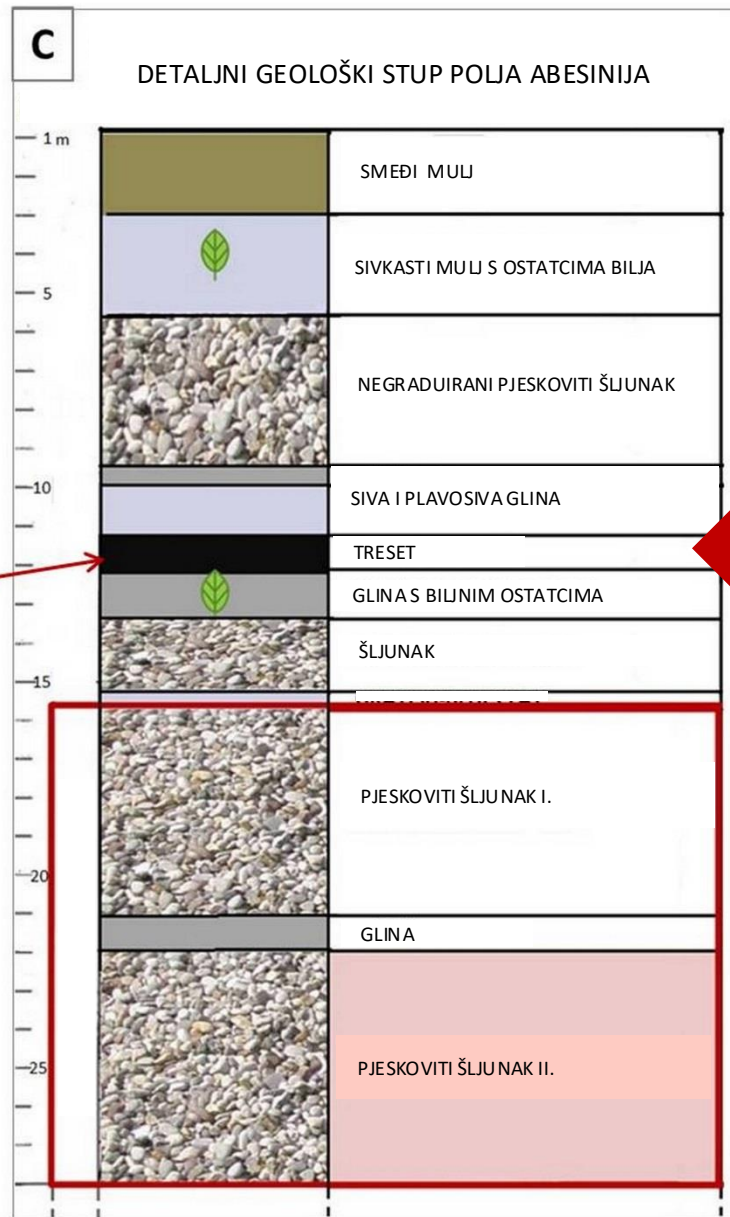 C
DETALJNI GEOLOŠKI STUP POLJA ABESINIJA
1 m
SMEĐI MULJ
SIVKASTI MULJ S OSTATCIMA BILJA
5
NEGRADUIRANI PJESKOVITI ŠLJUNAK
10
SIVA I PLAVOSIVA GLINA
TRESET
GLINA S BILJNIM OSTATCIMA
ŠLJUNAK
15
PJESKOVITI ŠLJUNAK I.
20
GLINA
25
PJESKOVITI ŠLJUNAK II.